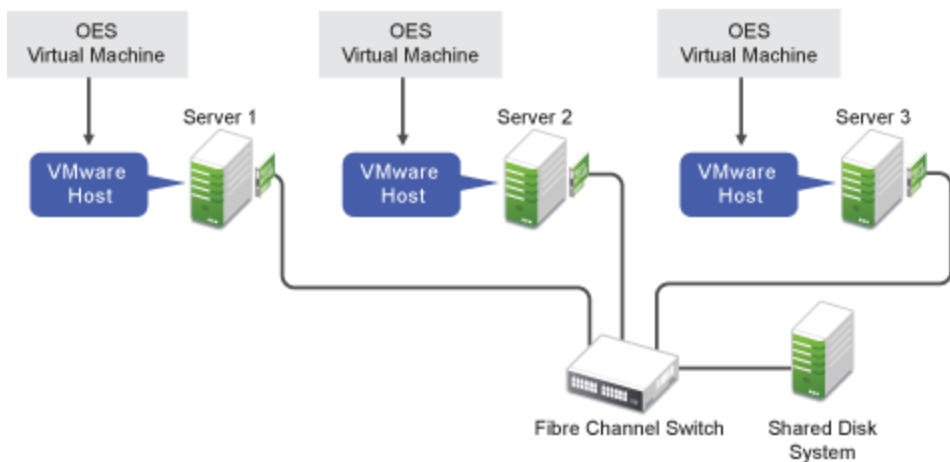 OES
Virtual Machine
OES
Virtual Machine
OES
Virtual Machine
Server 1
Server 2
Server 3
VMware
Host
VMware
Host
VMware
Host
Fibre Channel Switch
Shared Disk
System